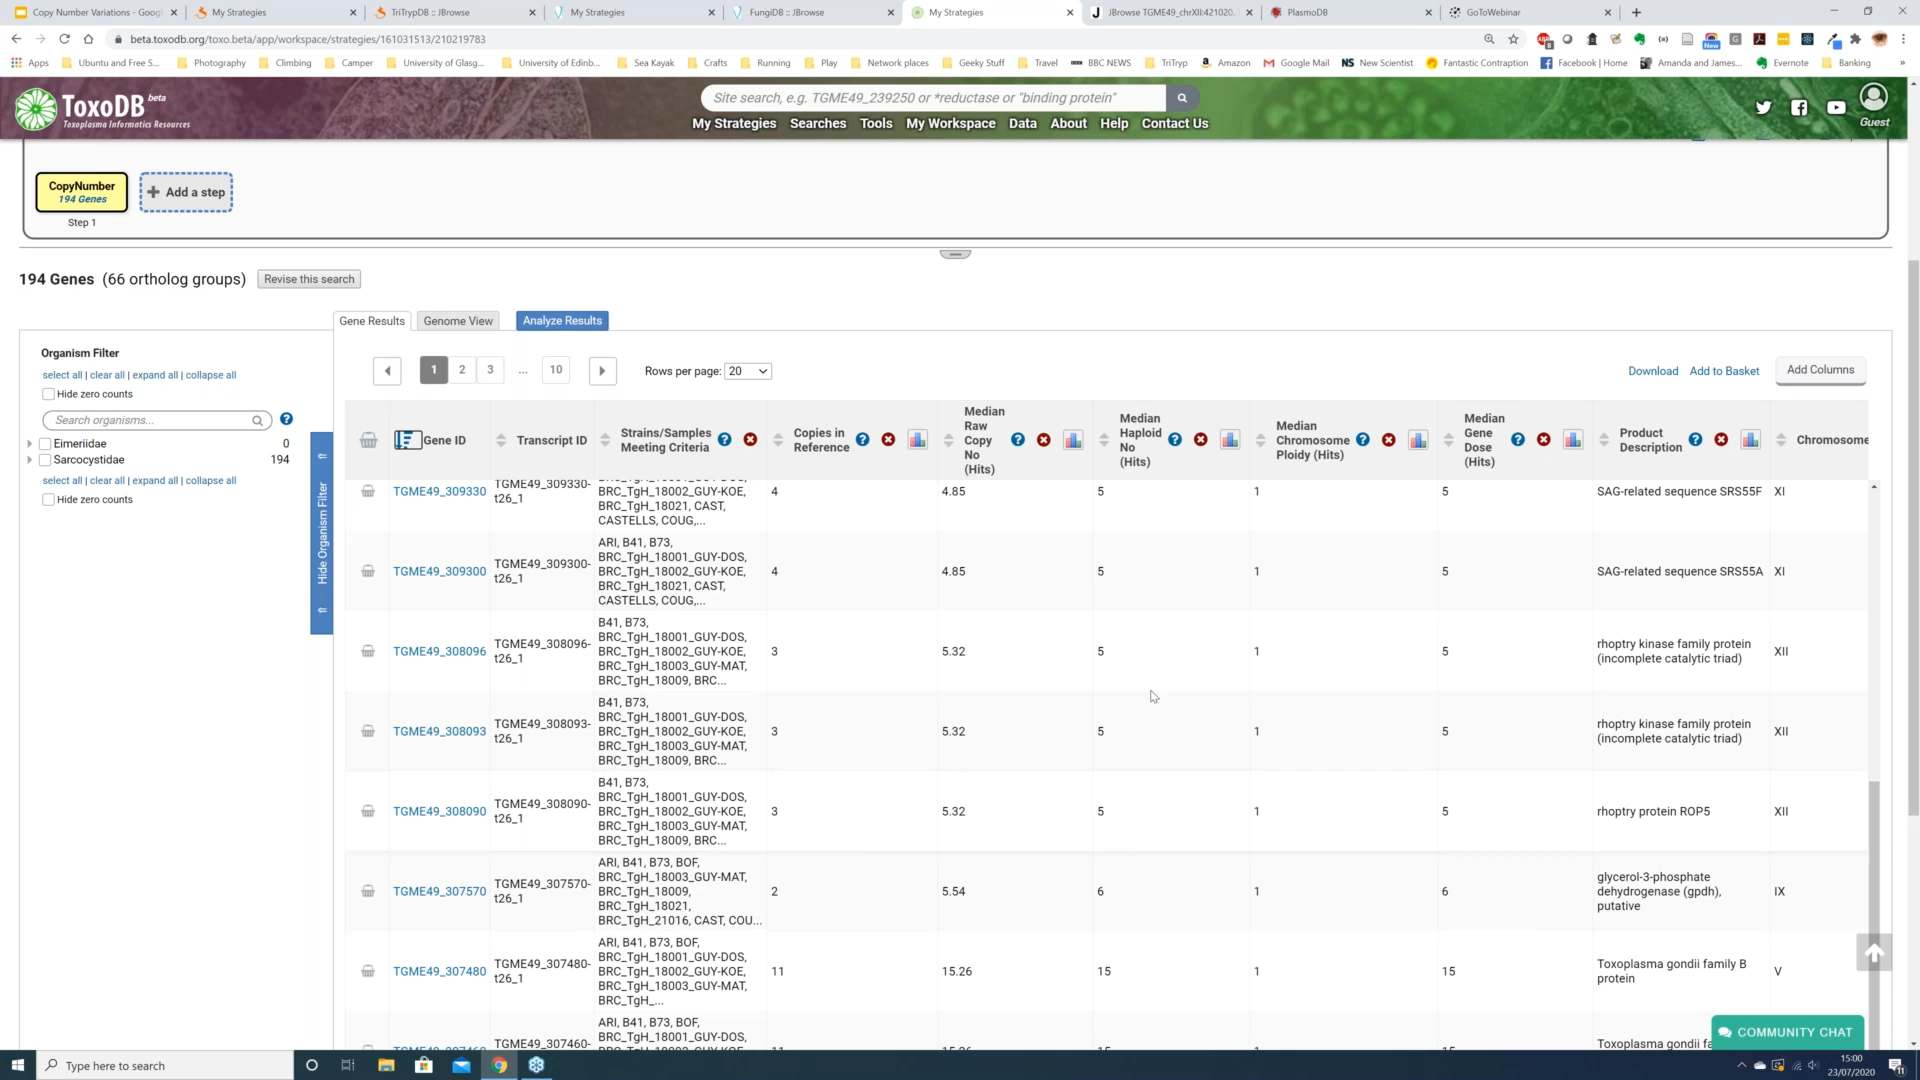 Copy Number Variations - Goog
My Strategies
TriTrypDB :: JBrowse
My Strategies
FungiDB :: JBrowse
My Strategies
JBrowse TGME49_chrXII:421020.
PlasmoDB
GoToWebinar
beta.toxodb.org/toxo.beta/app/workspace/strategies/161031513/210219783
Apps
Ubuntu and Free S...
Photography
Climbing
Camper
University of Glasg...
University of Edinb...
Sea Kayak
Crafts
Running
Play
Network places
Geeky Stuff
Travel
BBC NEWS
TriTryp
Amazon
Google Mail
NS New Scientist
Fantastic Contraption
Facebook | Home
Amanda and James...
Evernote
Banking
ToxoDB beta
Toxoplasma Informatics Resources
Site search, e.g. TGME49_239250 or *reductase or "binding protein"
My Strategies Searches Tools My Workspace Data About Help Contact Us
Guest
CopyNumber
194 Genes
Add a step
Step 1
194 Genes (66 ortholog groups) Revise this search
Gene Results
Genome View
Analyze Results
Organism Filter
select all | clear all | expand all | collapse all
Hide zero counts
Search organisms...
Eimeriidae 0
Sarcocystidae 194
select all | clear all | expand all | collapse all
Hide zero counts
Hide Organism Filter
1 2 3 ... 10
Rows per page: 20
Download Add to Basket Add Columns
Gene ID
Transcript ID
Strains/Samples
Meeting Criteria
Copies in
Reference
Median
Raw
Copy
No
(Hits)
Median
Haploid
No
(Hits)
Median
Chromosome
Ploidy (Hits)
Median
Gene
Dose
(Hits)
Product
Description
Chromosome
TGME49_309330
TGME49_309330-
t26_1
BRC_TgH_18002_GUY-KOE,
BRC_TgH_18021, CAST,
CASTELLS, COUG,...
4
4.85
5
1
5
SAG-related sequence SRS55F
XI
TGME49_309300
TGME49_309300-
t26_1
ARI, B41, B73,
BRC_TgH_18001_GUY-DOS,
BRC_TgH_18002_GUY-KOE,
BRC_TgH_18021, CAST,
CASTELLS, COUG,...
4
4.85
5
1
5
SAG-related sequence SRS55A
XI
TGME49_308096
TGME49_308096-
t26_1
B41, B73,
BRC_TgH_18001_GUY-DOS,
BRC_TgH_18002_GUY-KOE,
BRC_TgH_18003_GUY-MAT,
BRC_TgH_18009, BRC...
3
5.32
5
1
5
rhoptry kinase family protein
(incomplete catalytic triad)
XII
TGME49_308093
TGME49_308093-
t26_1
B41, B73,
BRC_TgH_18001_GUY-DOS,
BRC_TgH_18002_GUY-KOE,
BRC_TgH_18003_GUY-MAT,
BRC_TgH_18009, BRC...
3
5.32
5
1
5
rhoptry kinase family protein
(incomplete catalytic triad)
XII
TGME49_308090
TGME49_308090-
t26_1
B41, B73,
BRC_TgH_18001_GUY-DOS,
BRC_TgH_18002_GUY-KOE,
BRC_TgH_18003_GUY-MAT,
BRC_TgH_18009, BRC...
3
5.32
5
1
5
rhoptry protein ROP5
XII
TGME49_307570
TGME49_307570-
t26_1
ARI, B41, B73, BOF,
BRC_TgH_18003_GUY-MAT,
BRC_TgH_18009,
BRC_TgH_18021,
BRC_TgH_21016, CAST, COU...
2
5.54
6
1
6
glycerol-3-phosphate
dehydrogenase (gpdh),
putative
IX
TGME49_307480
TGME49_307480-
t26_1
ARI, B41, B73, BOF,
BRC_TgH_18001_GUY-DOS,
BRC_TgH_18002_GUY-KOE,
BRC_TgH_18003_GUY-MAT,
BRC_TgH_...
11
15.26
15
1
15
Toxoplasma gondii family B
protein
V
TGME49_307460-
ARI, B41, B73, BOF,
BRC_TgH_18001_GUY-DOS,
Toxoplasma gondii fa
COMMUNITY CHAT
Type here to search
15:00
23/07/2020